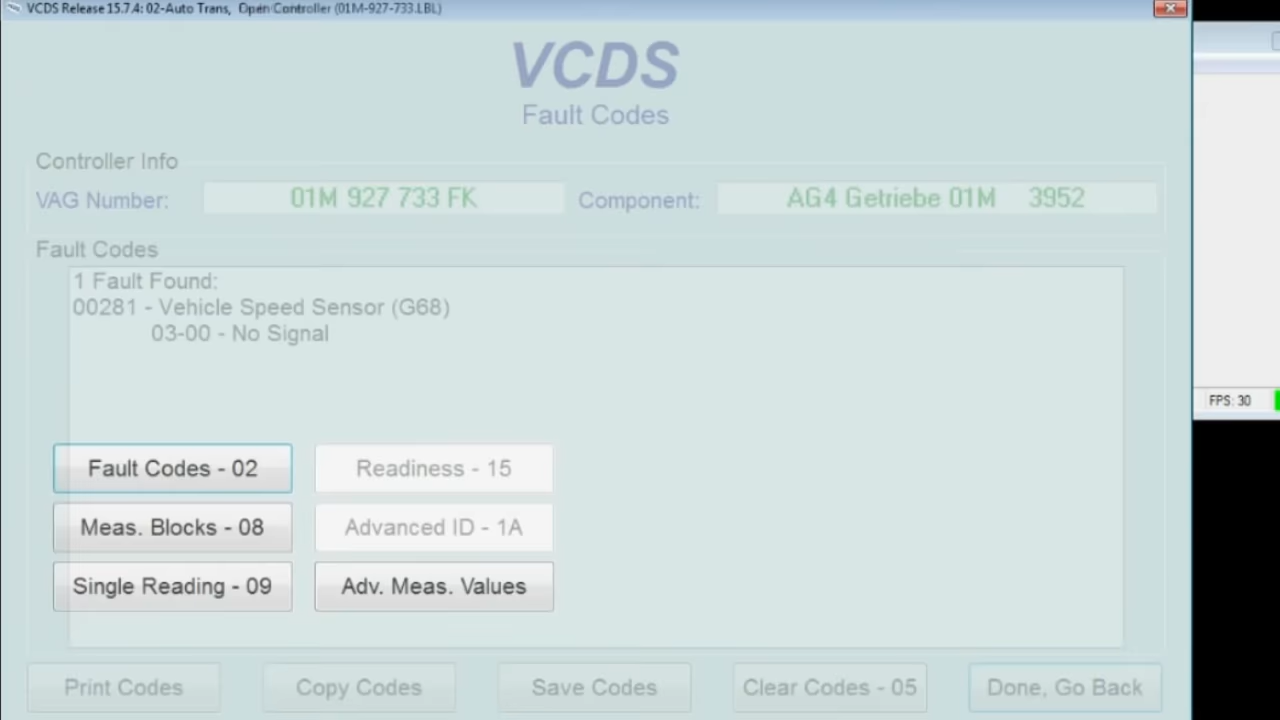 VCDS Release 15.7.4: 02-Auto Trans, Open Controller (01M-927-733.LBL)
VCDS
Fault Codes
Controller Info
VAG Number: 01M 927 733 FK Component: AG4 Getriebe 01M 3952
Fault Codes
1 Fault Found:
00281 - Vehicle Speed Sensor (G68)
03-00 - No Signal
FPS: 30
Fault Codes - 02 Readiness - 15
Meas. Blocks - 08 Advanced ID - 1A
Single Reading - 09 Adv. Meas. Values
Print Codes Copy Codes Save Codes Clear Codes - 05 Done, Go Back